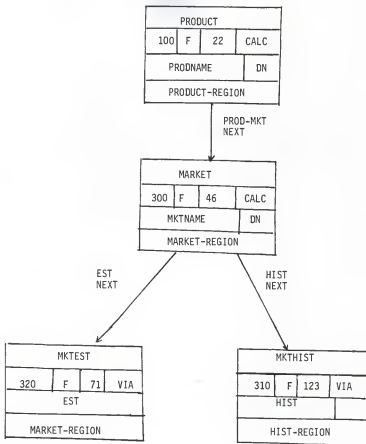 PRODUCT
100 F 22 CALC
PRODNAME DN
PRODUCT-REGION
PROD-MKT
NEXT
MARKET
300 F 46 CALC
MKTNAME DN
MARKET-REGION
EST
NEXT
HIST
NEXT
MKTEST
320 F 71 VIA
EST
MARKET-REGION
MKTHIST
310 F 123 VIA
HIST
HIST-REGION